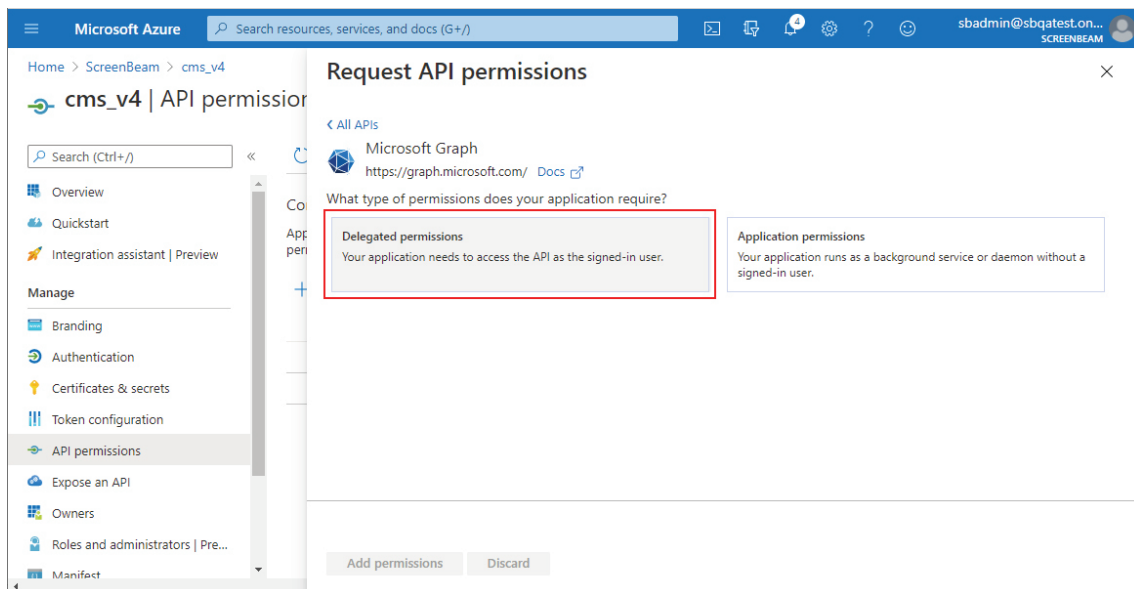 Microsoft Azure
Search resources, services, and docs (G+/)
4
sbadmin@sbqatest.on...
SCREENBEAM
Home > ScreenBeam > cms_v4
cms_v4 | API permission
Search (Ctrl+/)
«
Overview
Quickstart
Integration assistant | Preview
Manage
Branding
Authentication
Certificates & secrets
Token configuration
API permissions
Expose an API
Owners
Roles and administrators | Pre...
Manifest
Co
App
peri
Request API permissions
All APIs
Microsoft Graph
https://graph.microsoft.com/ Docs
What type of permissions does your application require?
Delegated permissions
Your application needs to access the API as the signed-in user.
Application permissions
Your application runs as a background service or daemon without a
signed-in user.
Add permissions Discard